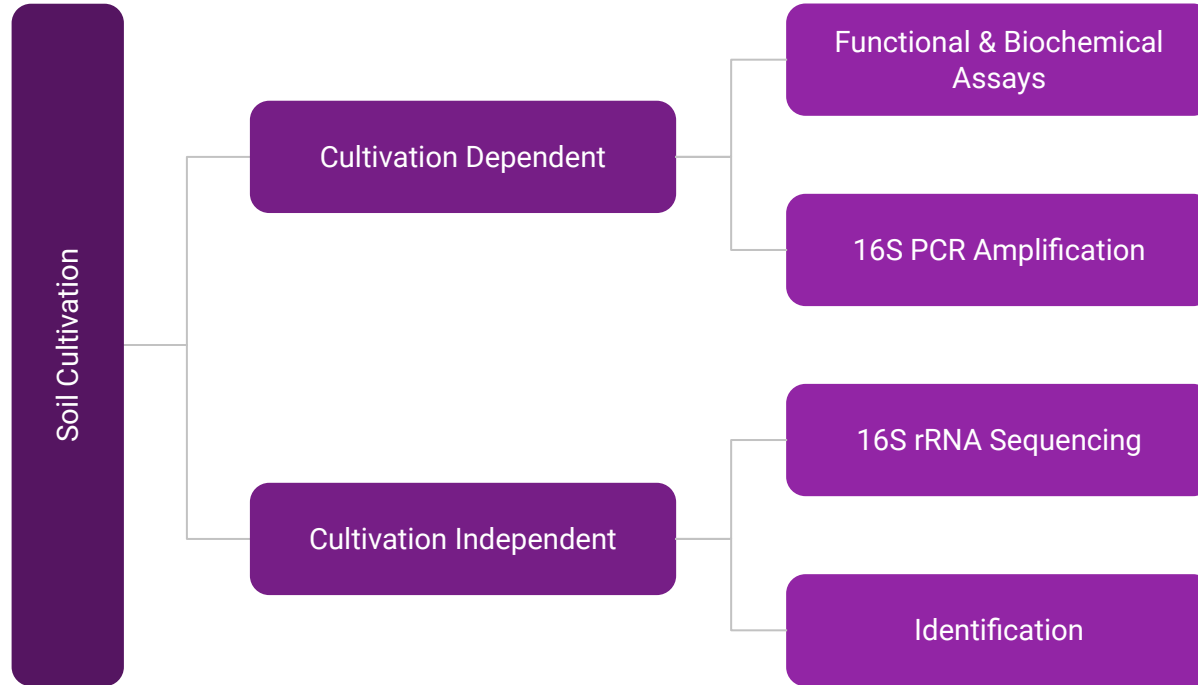 Soil Cultivation
Cultivation Dependent
Functional & Biochemical
Assays
16S PCR Amplification
Cultivation Independent
16S rRNA Sequencing
Identification